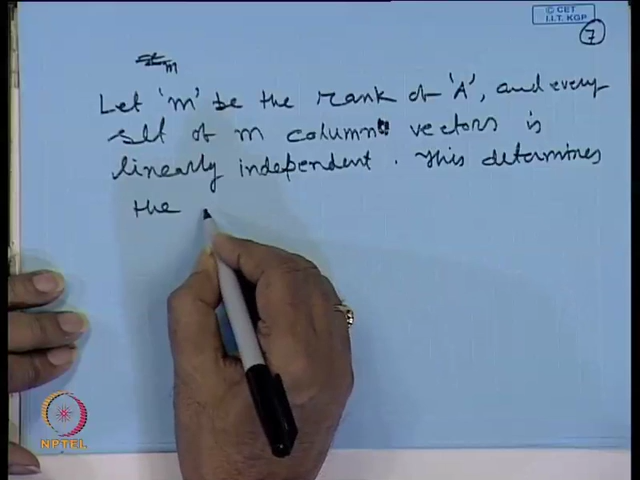 © CET
I.I.T. KGP
7
m
Let 'm' be the rank of 'A', and every
set of m column vectors is
linearly independent. This determines
the
NPTEL